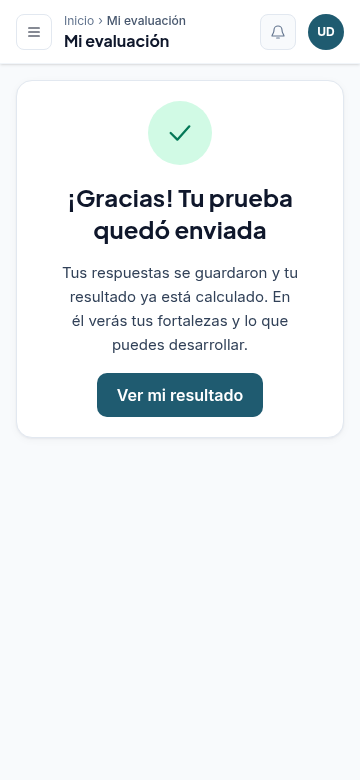 Inicio › Mi evaluación
Mi evaluación
UD
¡Gracias! Tu prueba
quedó enviada
Tus respuestas se guardaron y tu
resultado ya está calculado. En
él verás tus fortalezas y lo que
puedes desarrollar.
Ver mi resultado